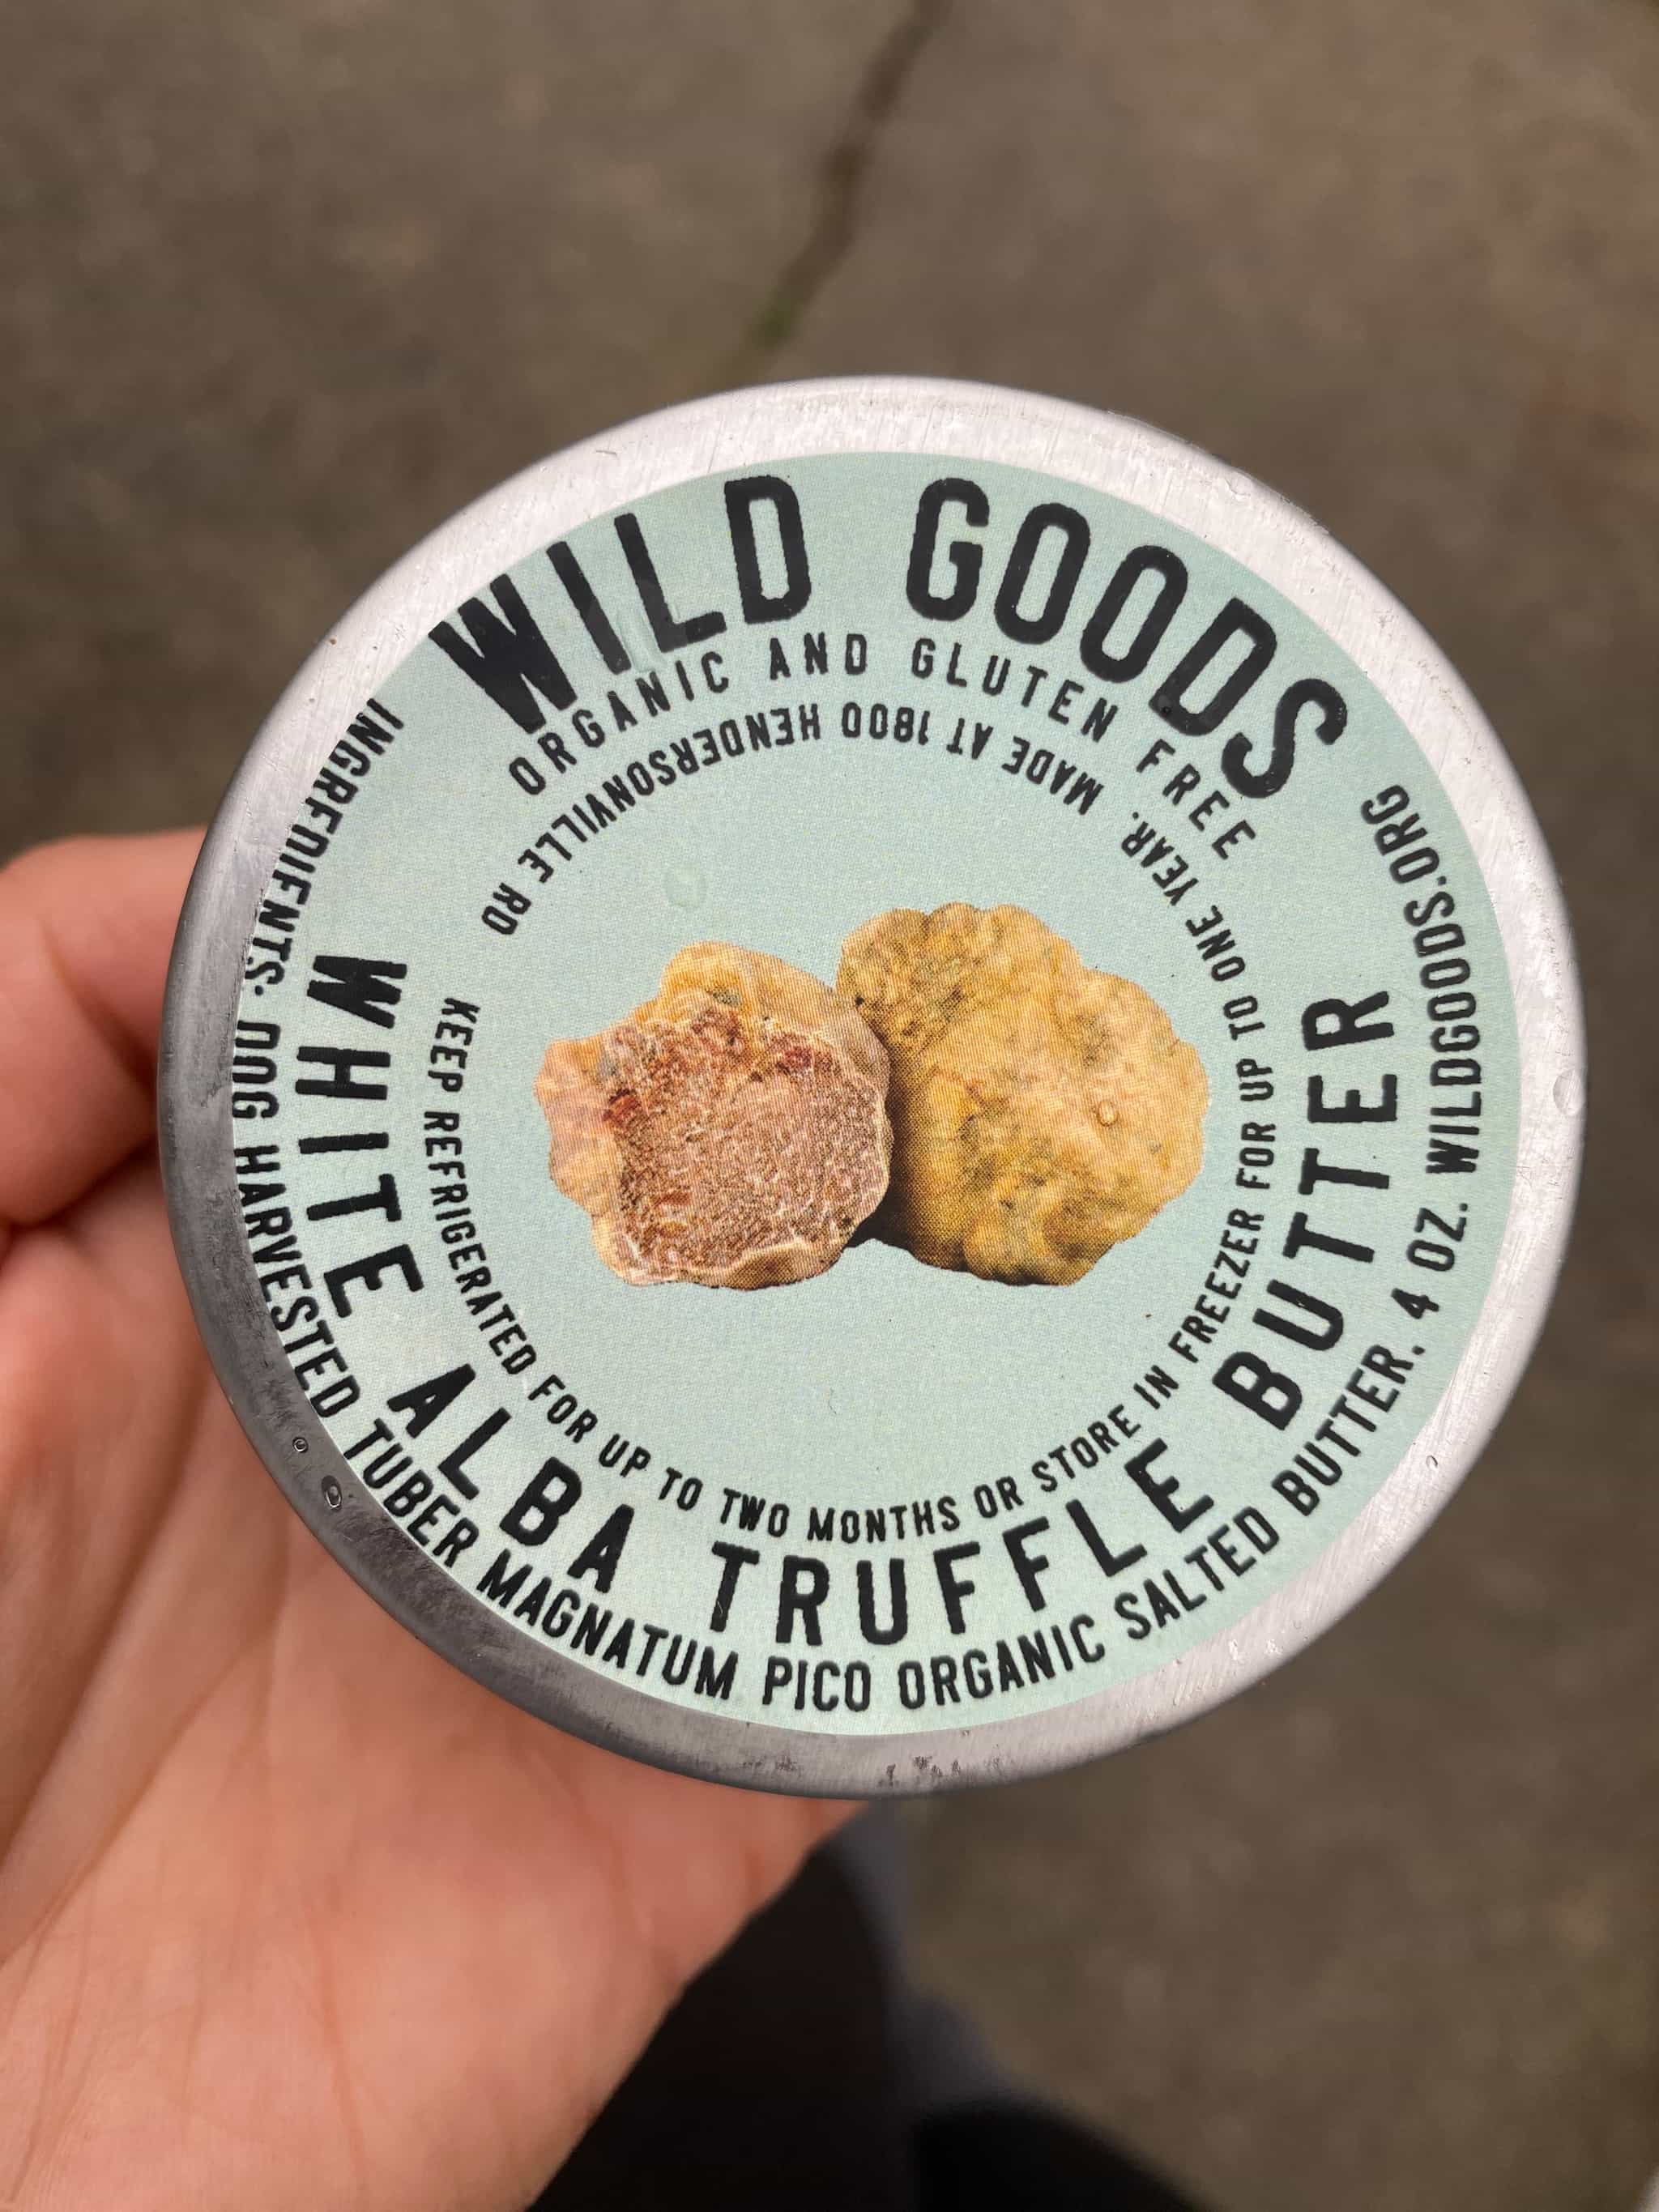 WILD GOODS
ORGANIC AND GLUTEN FREE
WHITE ALBA TRUFFLE BUTTER
INGREDIENTS: DOG HARVESTED TUBER MAGNATUM PICO ORGANIC SALTED BUTTER. 4 OZ. WILDGOODS.ORG
KEEP REFRIGERATED FOR UP TO TWO MONTHS OR STORE IN FREEZER FOR UP TO ONE YEAR. MADE AT 1800 HENDERSONVILLE RD